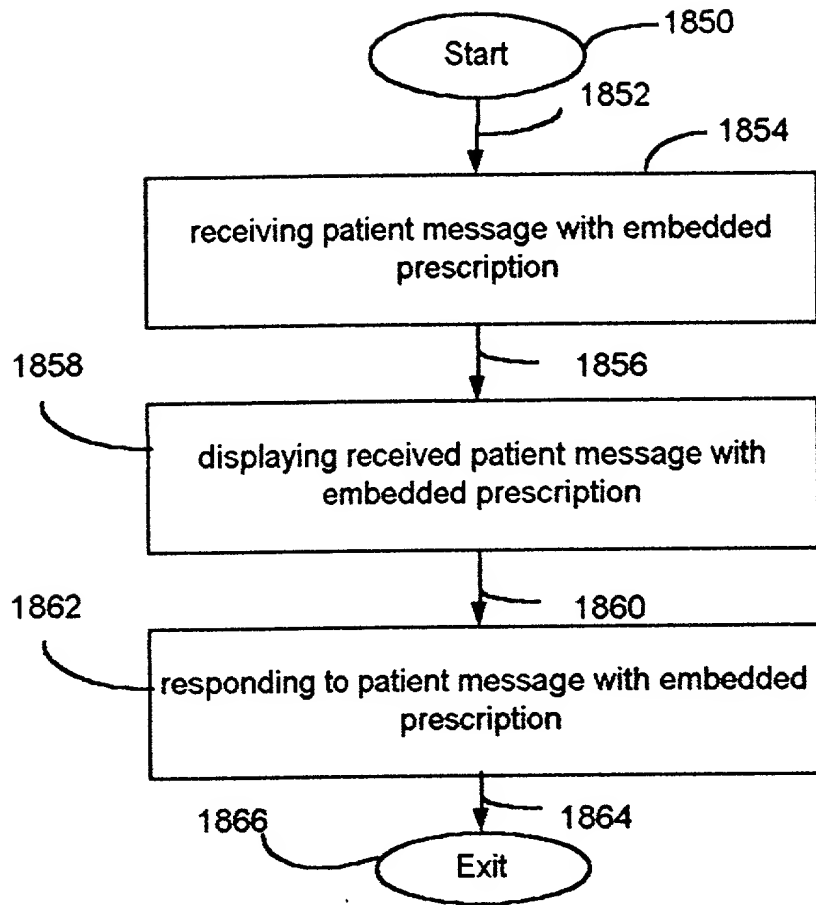 Start
1850
1852
1854
receiving patient message with embedded
prescription
1856
1858
displaying received patient message with
embedded prescription
1860
1862
responding to patient message with embedded
prescription
1864
1866
Exit